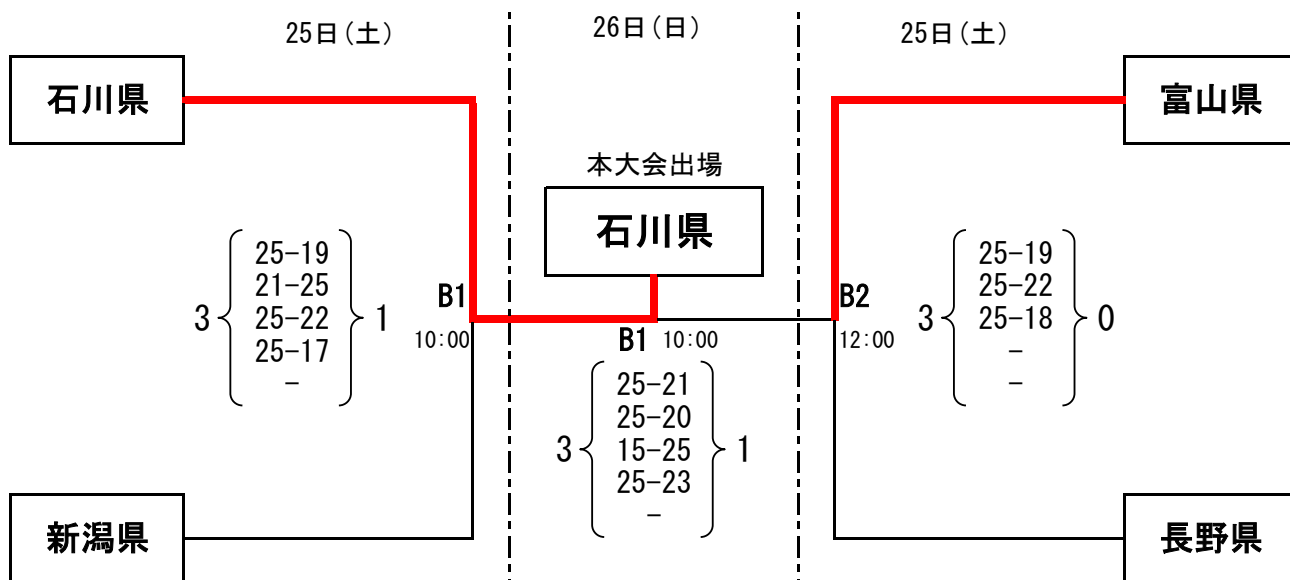 25日(土)
26日(日)
25日(土)
石川県
富山県
本大会出場
石川県
25-19
21-25
3 25-22 1
25-17
-
B1
10:00
B2
12:00
25-19
25-22
3 25-18 0
-
-
B1 10:00
25-21
25-20
3 15-25 1
25-23
-
新潟県
長野県